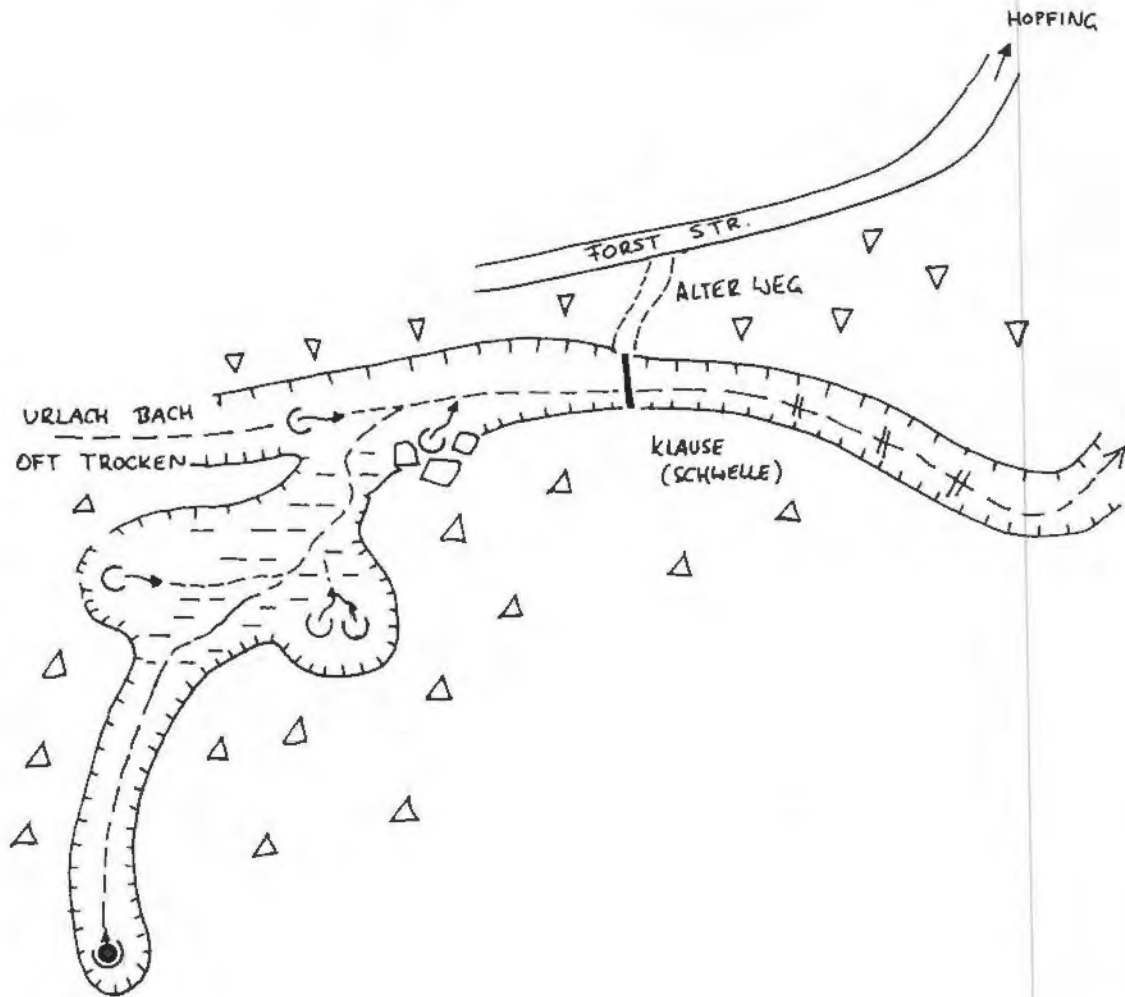 HOPFING
FORST STR.
ALTER WEG
URLACH BACH
OFT TROCKEN
KLAUSE
(SCHWELLE)